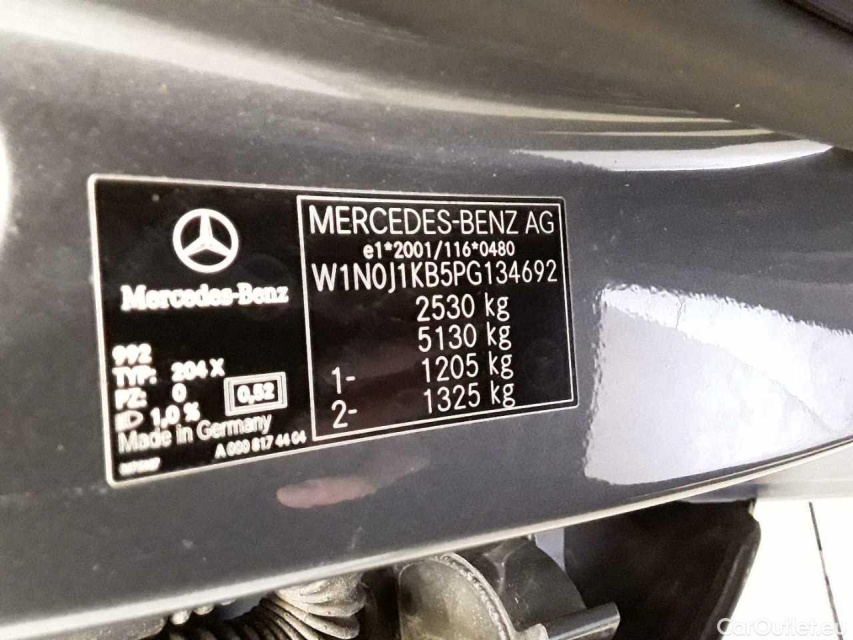 Mercedes-Benz
992
TYP: 204 X
PZ: 0
1,0 %
0,52
Made in Germany
A 000 817 44 04
MERCEDES-BENZ AG
e1*2001/116*0480
W1N0J1KB5PG134692
2530 kg
5130 kg
1- 1205 kg
2- 1325 kg
CarOutlet.eu